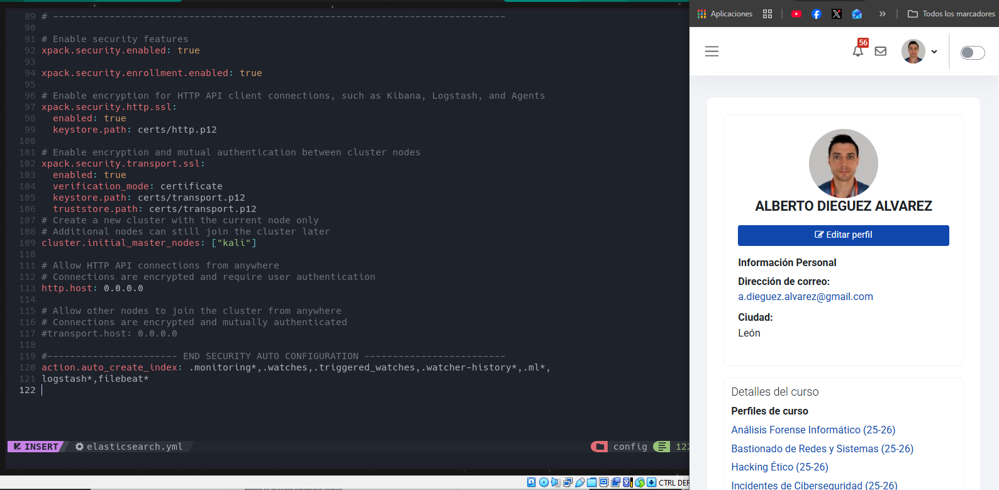 89 # --------------------------------------------------------------------------------
90
91 # Enable security features
92 xpack.security.enabled: true
93
94 xpack.security.enrollment.enabled: true
95
96 # Enable encryption for HTTP API client connections, such as Kibana, Logstash, and Agents
97 xpack.security.http.ssl:
98   enabled: true
99   keystore.path: certs/http.p12
100
101 # Enable encryption and mutual authentication between cluster nodes
102 xpack.security.transport.ssl:
103   enabled: true
104   verification_mode: certificate
105   keystore.path: certs/transport.p12
106   truststore.path: certs/transport.p12
107 # Create a new cluster with the current node only
108 # Additional nodes can still join the cluster later
109 cluster.initial_master_nodes: ["kali"]
110
111 # Allow HTTP API connections from anywhere
112 # Connections are encrypted and require user authentication
113 http.host: 0.0.0.0
114
115 # Allow other nodes to join the cluster from anywhere
116 # Connections are encrypted and mutually authenticated
117 #transport.host: 0.0.0.0
118
119 #----------------------- END SECURITY AUTO CONFIGURATION -------------------------
120 action.auto_create_index: .monitoring*,.watches,.triggered_watches,.watcher-history*,.ml*,
121 logstash*,filebeat*
122
INSERT elasticsearch.yml config 122
CTRL DER
Aplicaciones
Todos los marcadores
56
ALBERTO DIEGUEZ ALVAREZ
Editar perfil
Información Personal
Dirección de correo:
a.dieguez.alvarez@gmail.com
Ciudad:
León
Detalles del curso
Perfiles de curso
Análisis Forense Informático (25-26)
Bastionado de Redes y Sistemas (25-26)
Hacking Ético (25-26)
Incidentes de Ciberseguridad (25-26)